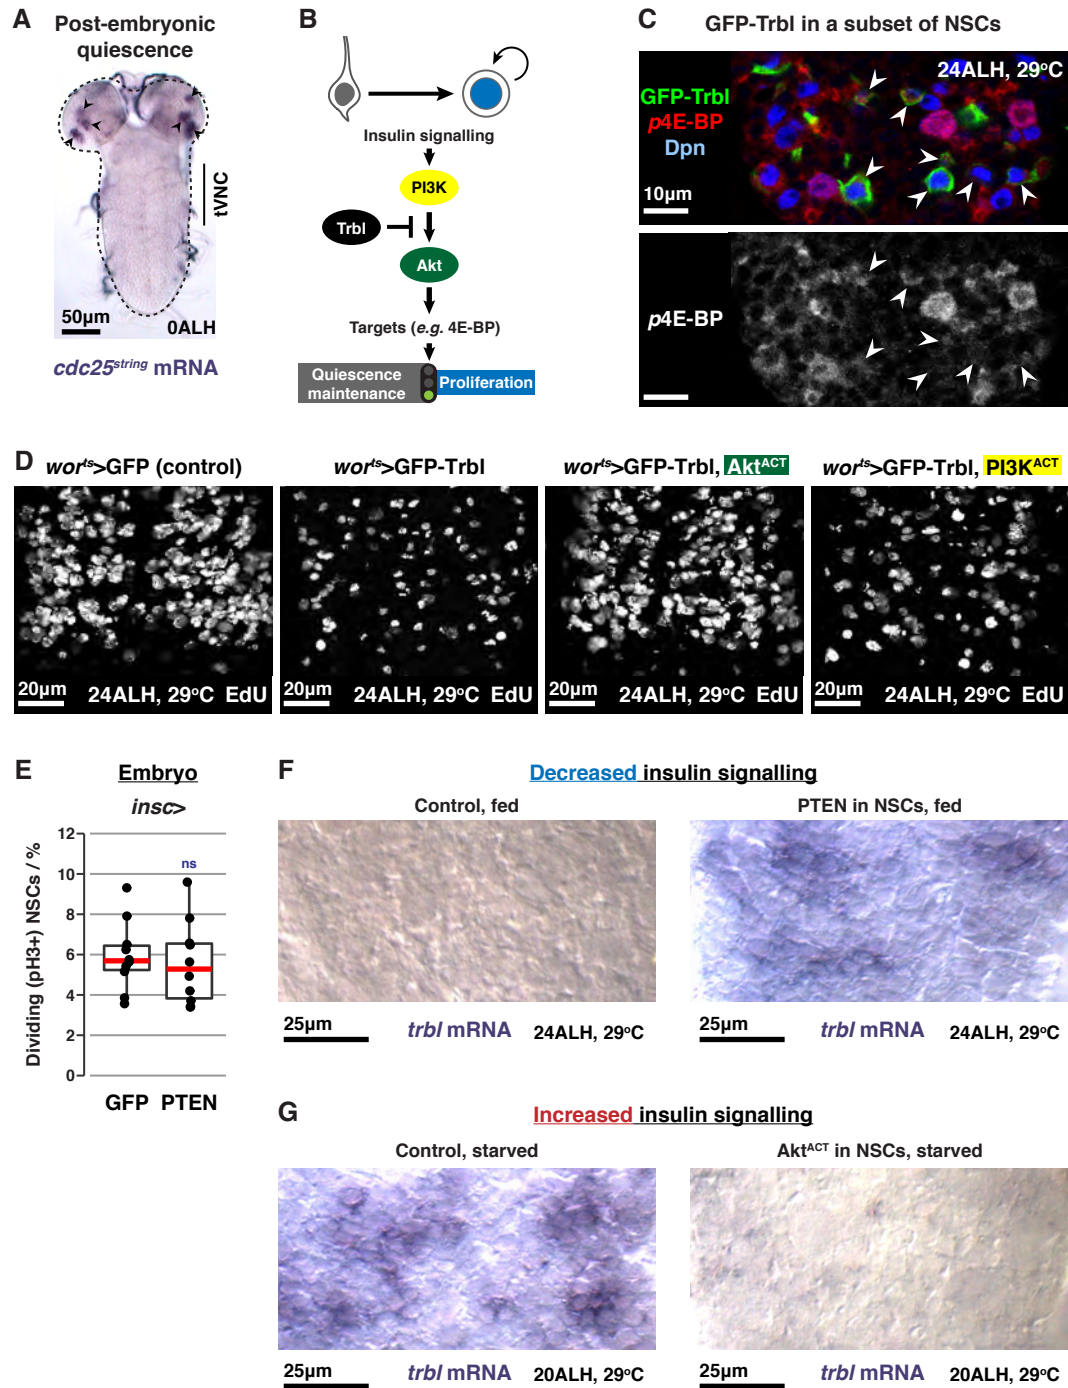 A
Post-embryonic
quiescence
tVNC
50µm
0ALH
cdc25string mRNA
B
Insulin signalling
PI3K
Trbl
Akt
Targets (e.g. 4E-BP)
Quiescence
maintenance
Proliferation
C
GFP-Trbl in a subset of NSCs
24ALH, 29°C
GFP-Trbl
p4E-BP
Dpn
10µm
p4E-BP
D
worts>GFP (control)
worts>GFP-Trbl
worts>GFP-Trbl, AktACT
worts>GFP-Trbl, PI3KACT
20µm 24ALH, 29°C EdU
20µm 24ALH, 29°C EdU
20µm 24ALH, 29°C EdU
20µm 24ALH, 29°C EdU
E
Embryo
insc>
Dividing (pH3+) NSCs / %
12
10
8
6
4
2
0
ns
GFP PTEN
F
Decreased insulin signalling
Control, fed
PTEN in NSCs, fed
25µm trbl mRNA 24ALH, 29°C
25µm trbl mRNA 24ALH, 29°C
G
Increased insulin signalling
Control, starved
AktACT in NSCs, starved
25µm trbl mRNA 20ALH, 29°C
25µm trbl mRNA 20ALH, 29°C